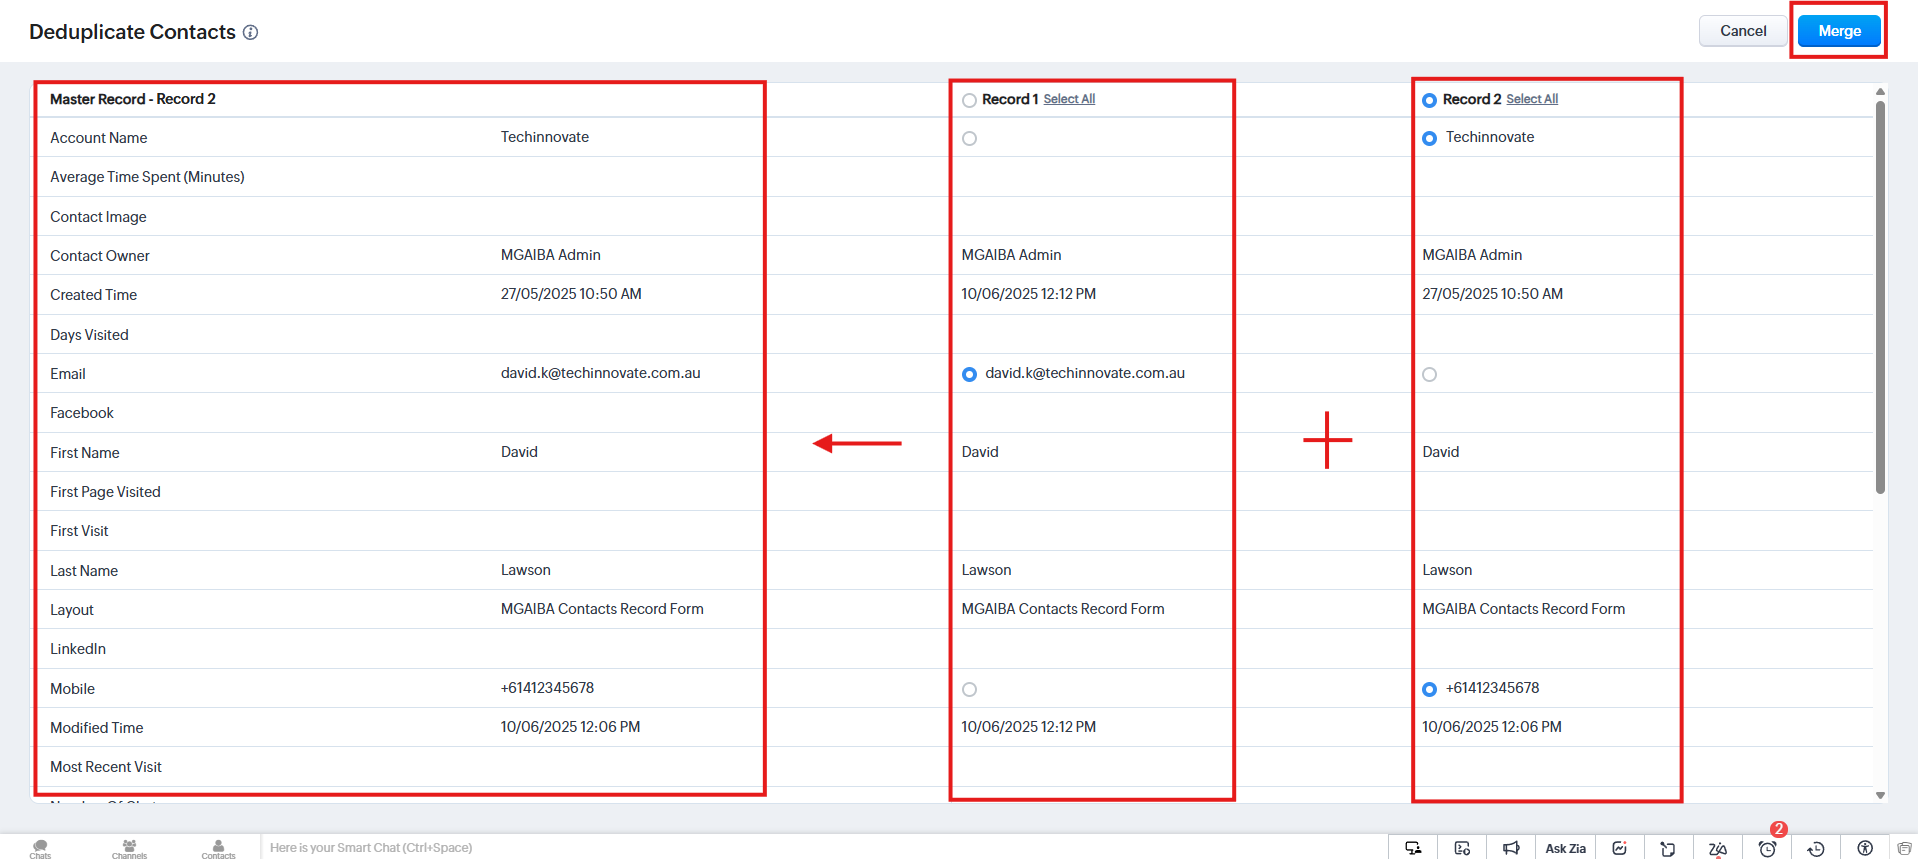 Deduplicate Contacts
Cancel
Merge
Master Record - Record 2
Record 1 Select All
Record 2 Select All
Account Name Techinnovate Techinnovate
Average Time Spent (Minutes)
Contact Image
Contact Owner MGAIBA Admin MGAIBA Admin MGAIBA Admin
Created Time 27/05/2025 10:50 AM 10/06/2025 12:12 PM 27/05/2025 10:50 AM
Days Visited
Email david.k@techinnovate.com.au david.k@techinnovate.com.au
Facebook
First Name David David David
First Page Visited
First Visit
Last Name Lawson Lawson Lawson
Layout MGAIBA Contacts Record Form MGAIBA Contacts Record Form MGAIBA Contacts Record Form
LinkedIn
Mobile +61412345678 +61412345678
Modified Time 10/06/2025 12:06 PM 10/06/2025 12:12 PM 10/06/2025 12:06 PM
Most Recent Visit
2
Chats Channels Contacts Here is your Smart Chat (Ctrl+Space) Ask Zia